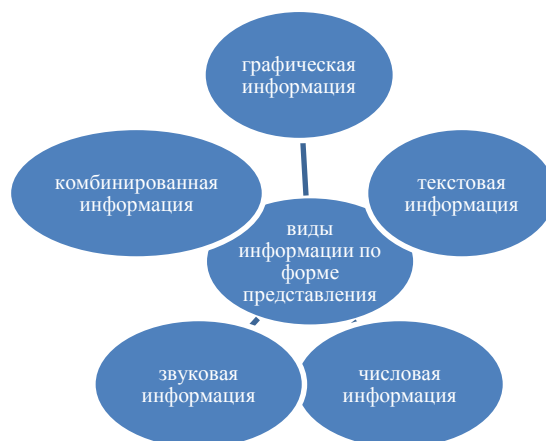 графическая
информация
комбинированная
информация
текстовая
информация
виды
информации по
форме
представления
звуковая
информация
числовая
информация